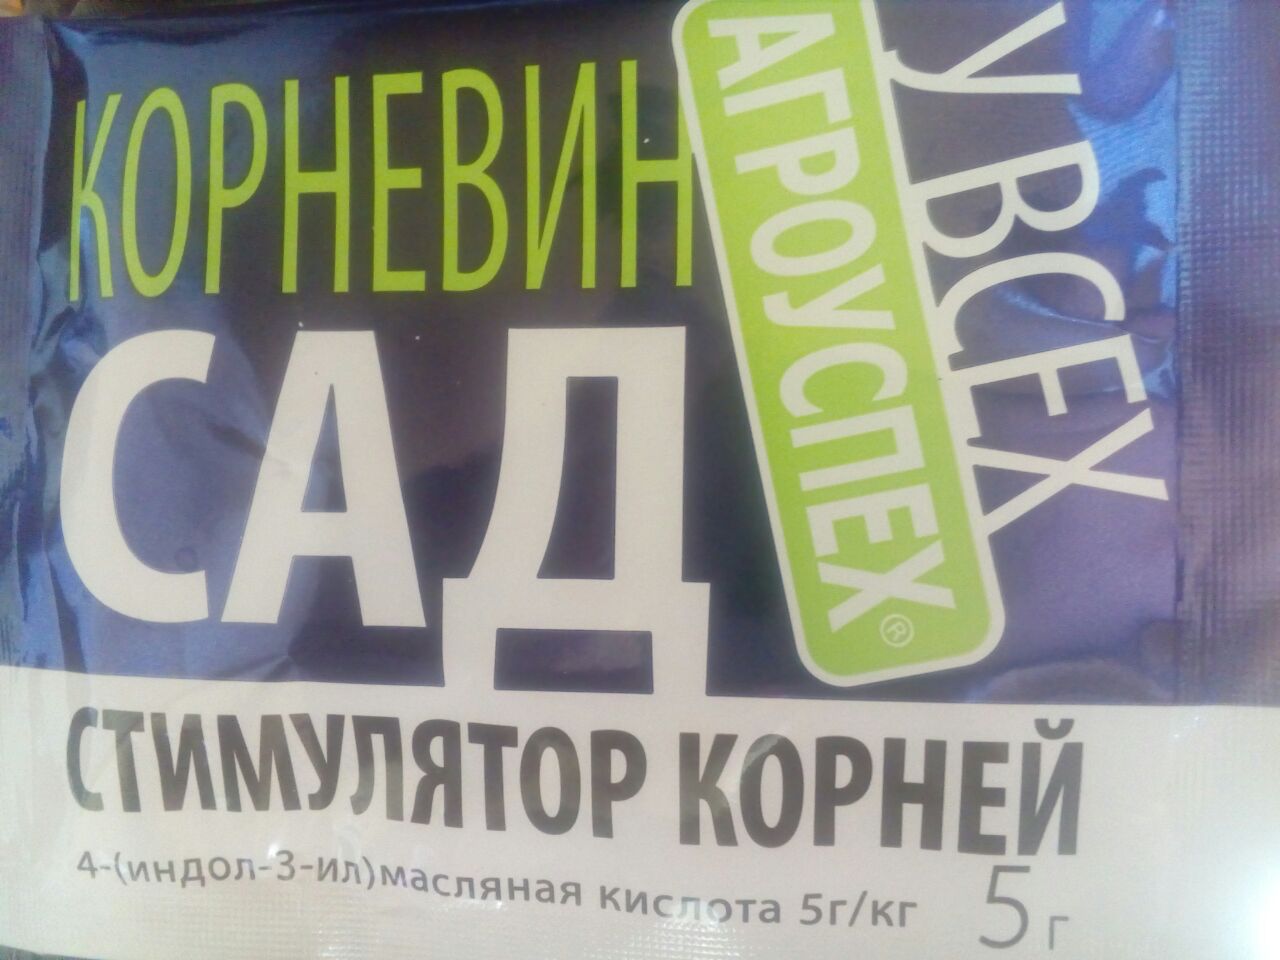 КОРНЕВИН
САД
АГРОУСПЕХ®
У ВСЕХ
СТИМУЛЯТОР КОРНЕЙ
4-(индол-3-ил)масляная кислота 5г/кг
5 г